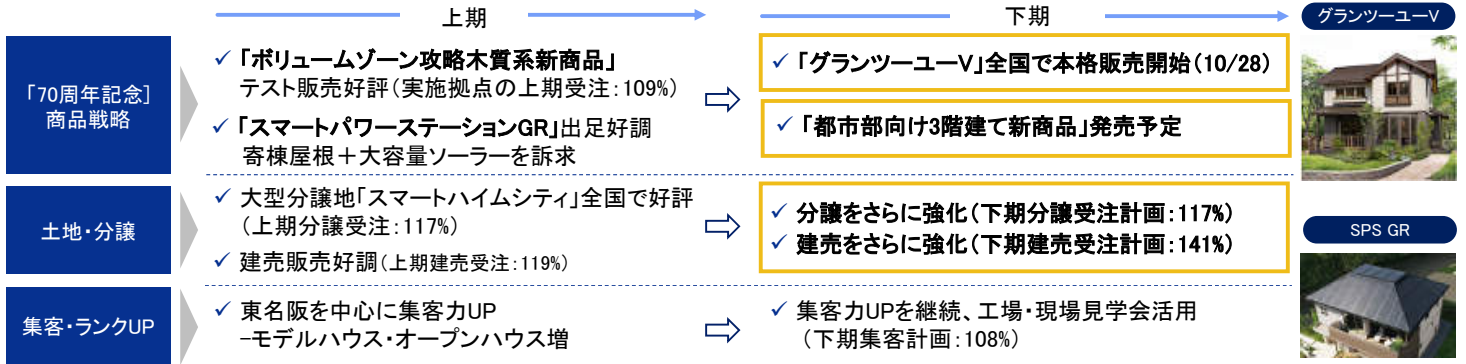 上期
下期
グランツーユーV
「70周年記念]
商品戦略
✓ 「ボリュームゾーン攻略木質系新商品」
テスト販売好評(実施拠点の上期受注:109%)
✓ 「スマートパワーステーションGR」出足好調
寄棟屋根+大容量ソーラーを訴求
✓ 「グランツーユーV」全国で本格販売開始(10/28)
✓ 「都市部向け3階建て新商品」発売予定
土地・分譲
✓ 大型分譲地「スマートハイムシティ」全国で好評
(上期分譲受注:117%)
✓ 建売販売好調(上期建売受注:119%)
✓ 分譲をさらに強化(下期分譲受注計画:117%)
✓ 建売をさらに強化(下期建売受注計画:141%)
SPS GR
集客・ランクUP
✓ 東名阪を中心に集客力UP
-モデルハウス・オープンハウス増
✓ 集客力UPを継続、工場・現場見学会活用
(下期集客計画:108%)